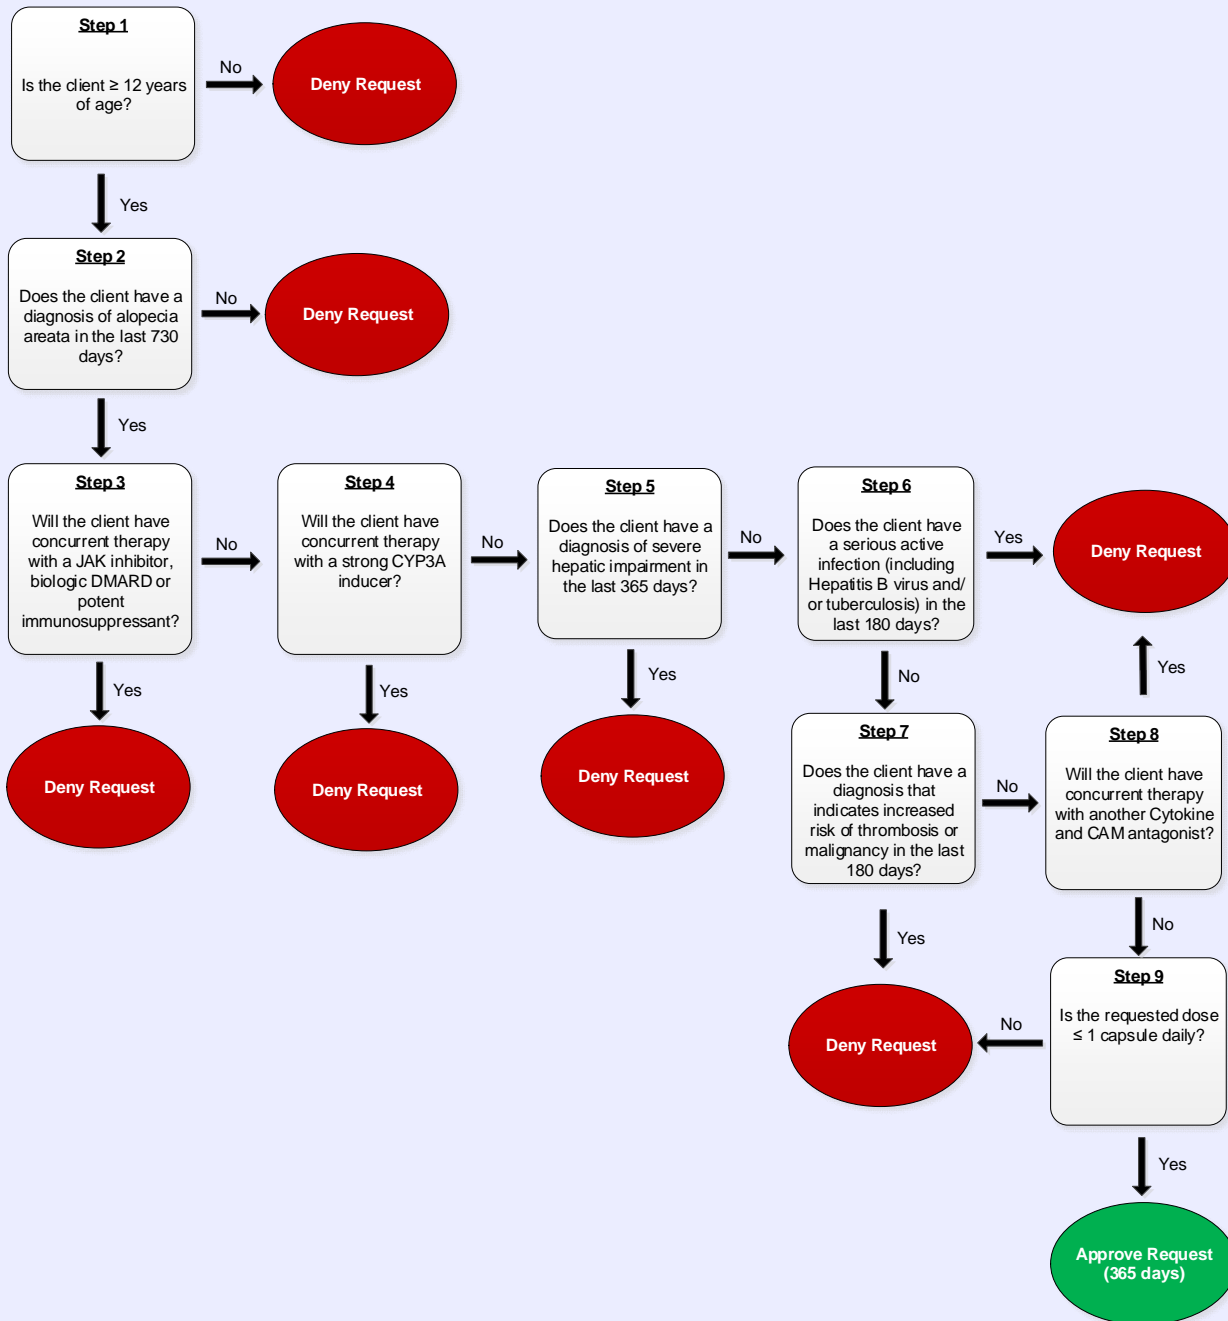 Step 1
Is the client ≥ 12 years
of age?
No
Deny Request
Yes
Step 2
Does the client have a
diagnosis of alopecia
areata in the last 730
days?
No
Deny Request
Yes
Step 3
Will the client have
concurrent therapy
with a JAK inhibitor,
biologic DMARD or
potent
immunosuppressant?
No
Yes
Deny Request
Step 4
Will the client have
concurrent therapy
with a strong CYP3A
inducer?
No
Yes
Deny Request
Step 5
Does the client have a
diagnosis of severe
hepatic impairment in
the last 365 days?
No
Yes
Deny Request
Step 6
Does the client have
a serious active
infection (including
Hepatitis B virus and/
or tuberculosis) in the
last 180 days?
Yes
Deny Request
No
Step 7
Does the client have a
diagnosis that
indicates increased
risk of thrombosis or
malignancy in the last
180 days?
No
Yes
Deny Request
Step 8
Will the client have
concurrent therapy
with another Cytokine
and CAM antagonist?
Yes
No
Step 9
Is the requested dose
≤ 1 capsule daily?
No
Yes
Approve Request
(365 days)